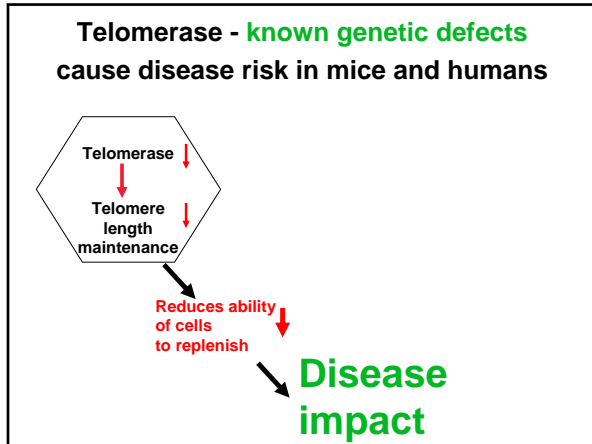 Telomerase - known genetic defects
cause disease risk in mice and humans
Telomerase
Telomere
length
maintenance
Reduces ability
of cells
to replenish
Disease
impact